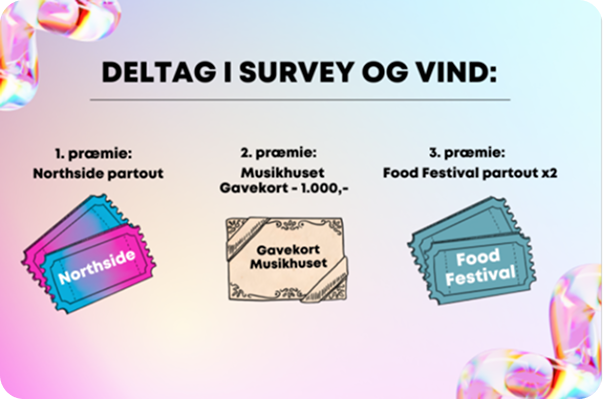 DELTAG I SURVEY OG VIND:
1. præmie:
Northside partout
2. præmie:
Musikhuset
Gavekort - 1.000,-
3. præmie:
Food Festival partout x2
Northside
Gavekort
Musikhuset
Food
Festival